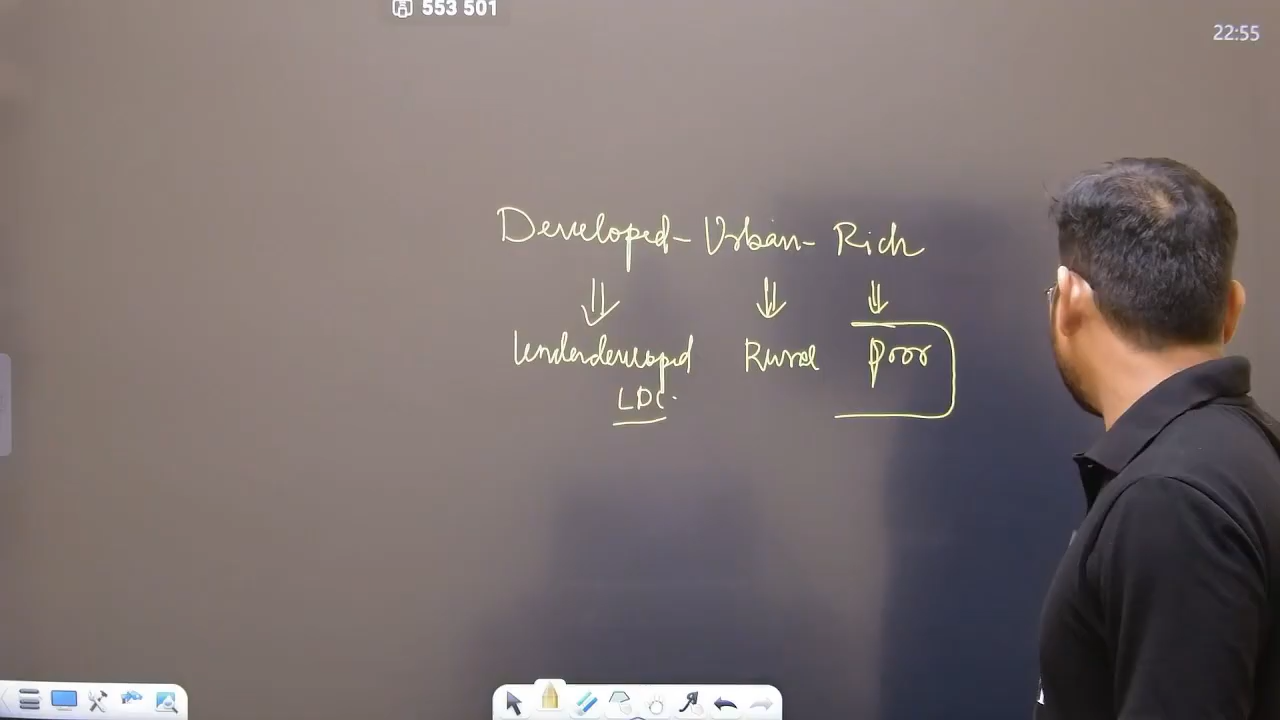 553 501
22:55
Developed - Urban - Rich
Underdeveloped Rural Poor
LDC.